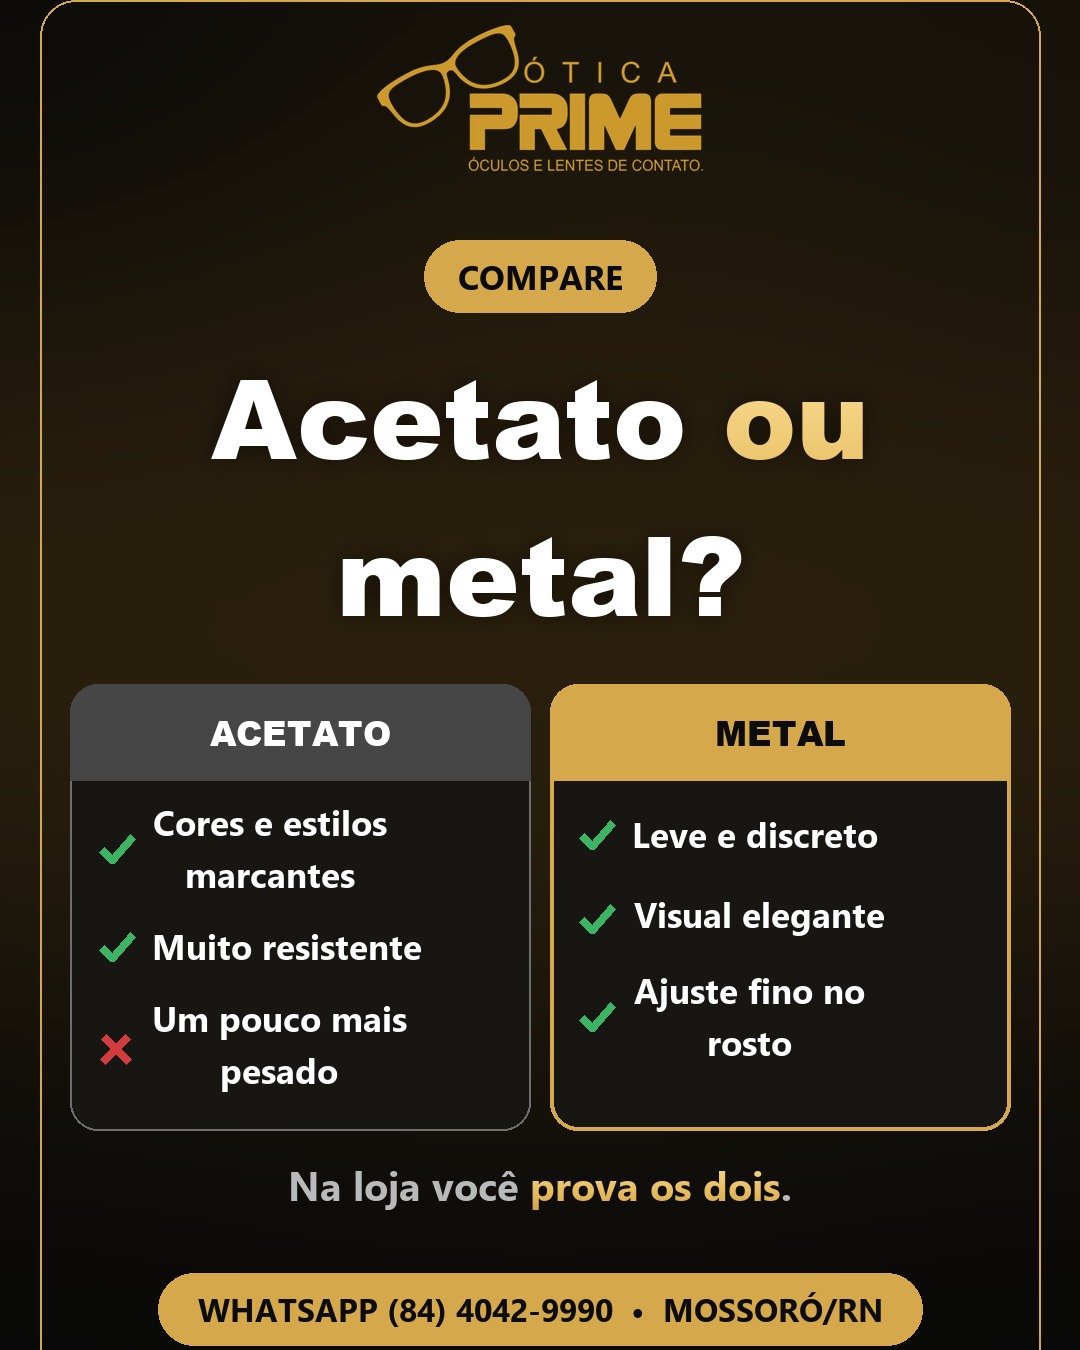 ÓTICA
PRIME
ÓCULOS E LENTES DE CONTATO.
COMPARE
Acetato ou
metal?
ACETATO
Cores e estilos
marcantes
Muito resistente
Um pouco mais
pesado
METAL
Leve e discreto
Visual elegante
Ajuste fino no
rosto
Na loja você prova os dois.
WHATSAPP (84) 4042-9990 • MOSSORÓ/RN